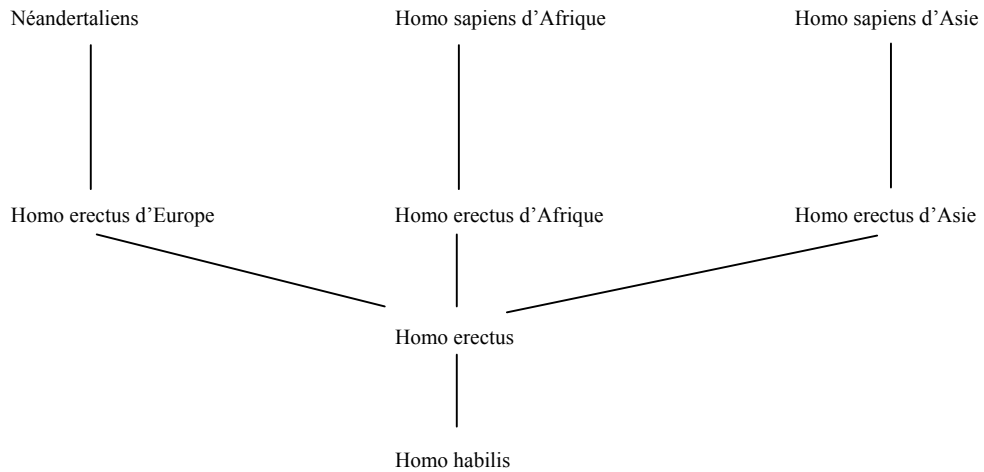 Néandertaliens
Homo sapiens d’Afrique
Homo sapiens d’Asie
Homo erectus d’Europe
Homo erectus d’Afrique
Homo erectus d’Asie
Homo erectus
Homo habilis